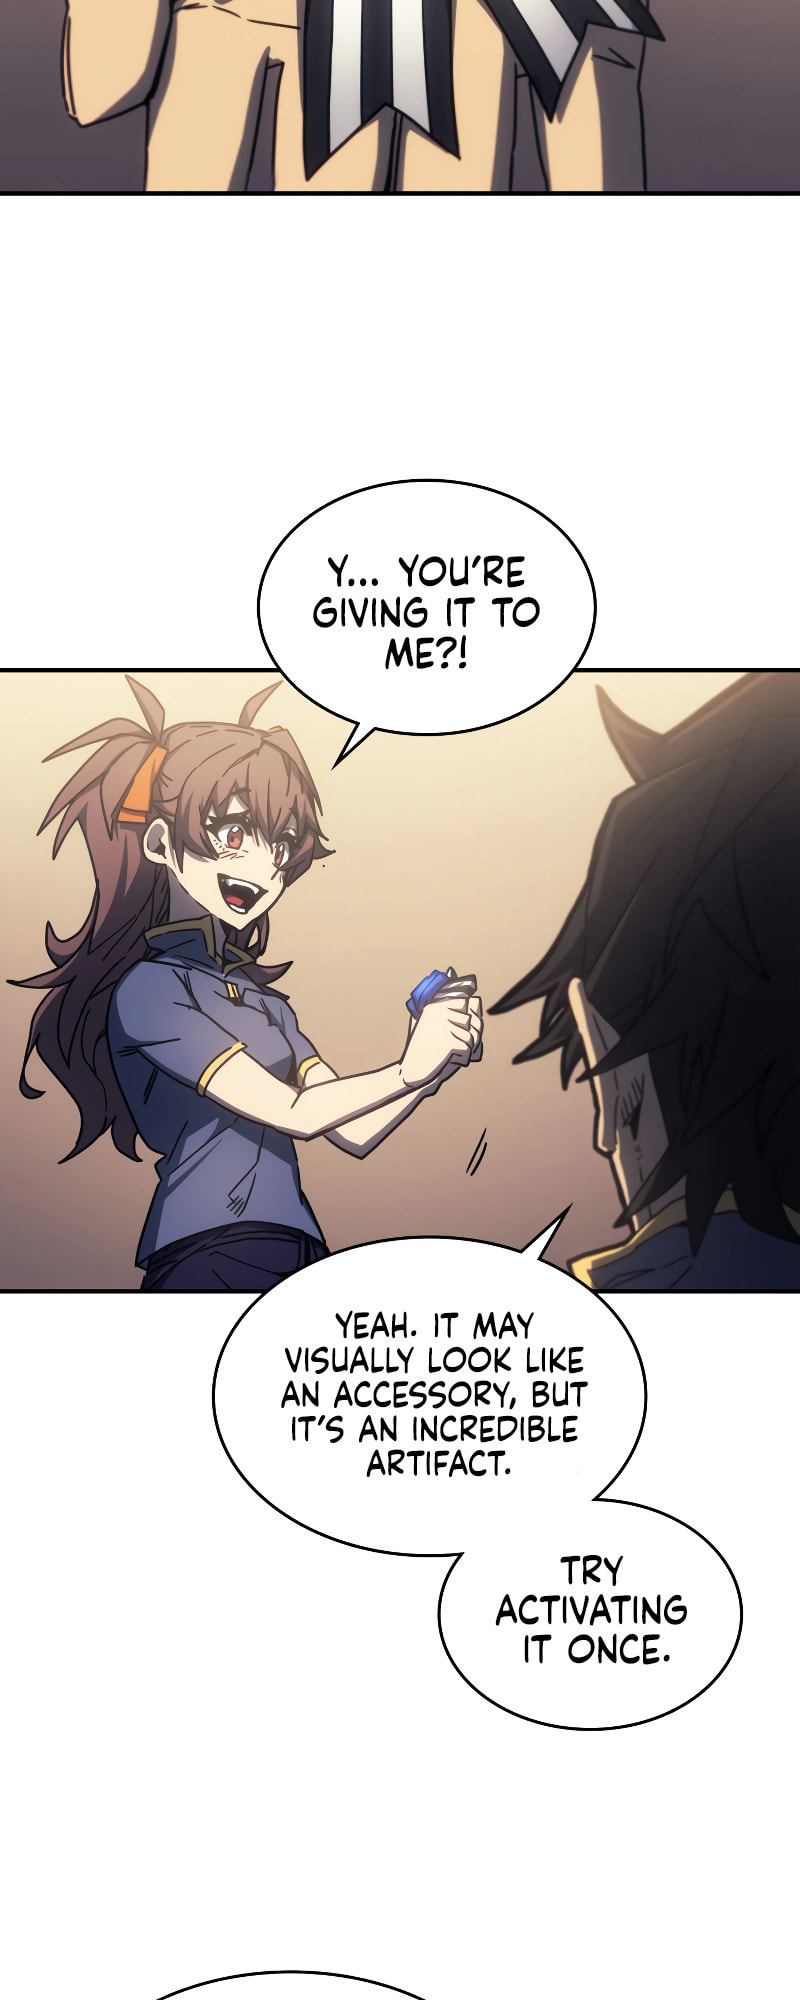 Y... YOU'RE
GIVING IT TO
ME?!
YEAH. IT MAY
VISUALLY LOOK LIKE
AN ACCESSORY, BUT
IT'S AN INCREDIBLE
ARTIFACT.
TRY
ACTIVATING
IT ONCE.